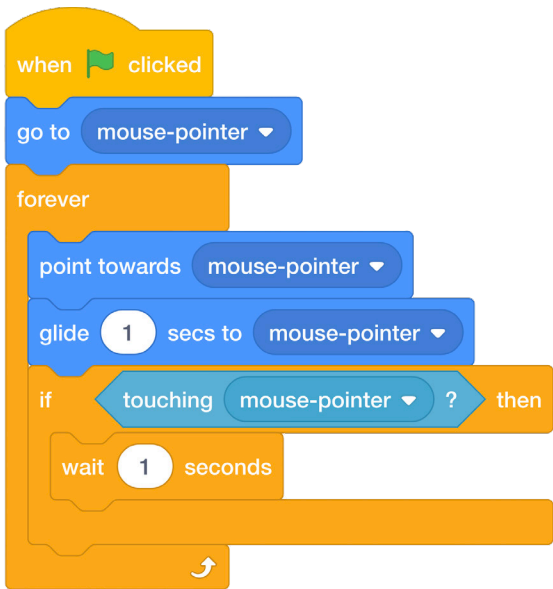 when clicked
go to mouse-pointer
forever
point towards mouse-pointer
glide 1 secs to mouse-pointer
if touching mouse-pointer ? then
wait 1 seconds